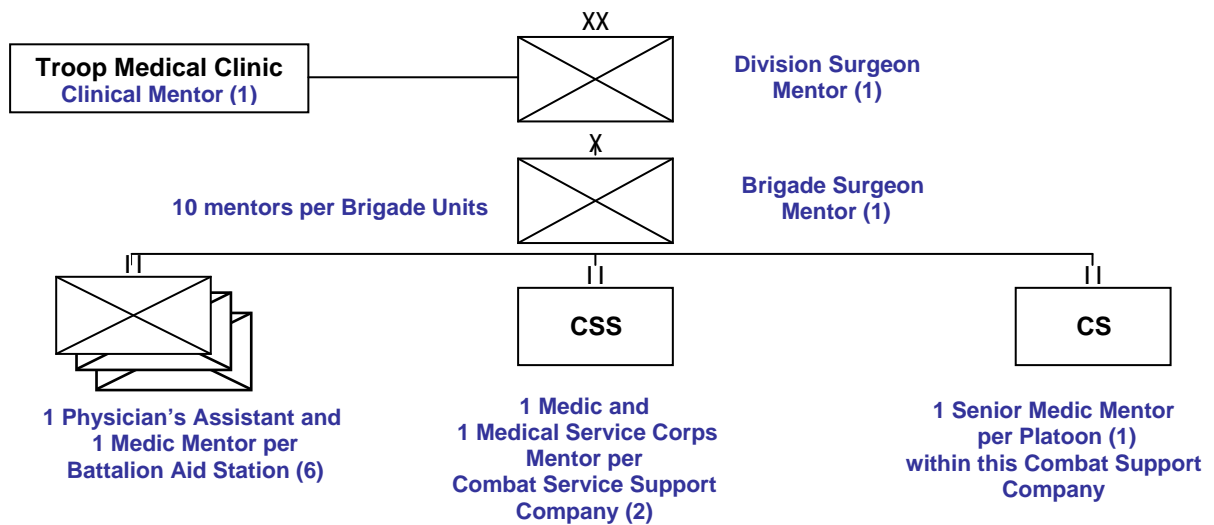 XX
Troop Medical Clinic
Clinical Mentor (1)
Division Surgeon
Mentor (1)
X
10 mentors per Brigade Units
Brigade Surgeon
Mentor (1)
II
II
II
CSS
CS
1 Physician’s Assistant and
1 Medic Mentor per
Battalion Aid Station (6)
1 Medic and
1 Medical Service Corps
Mentor per
Combat Service Support
Company (2)
1 Senior Medic Mentor
per Platoon (1)
within this Combat Support
Company